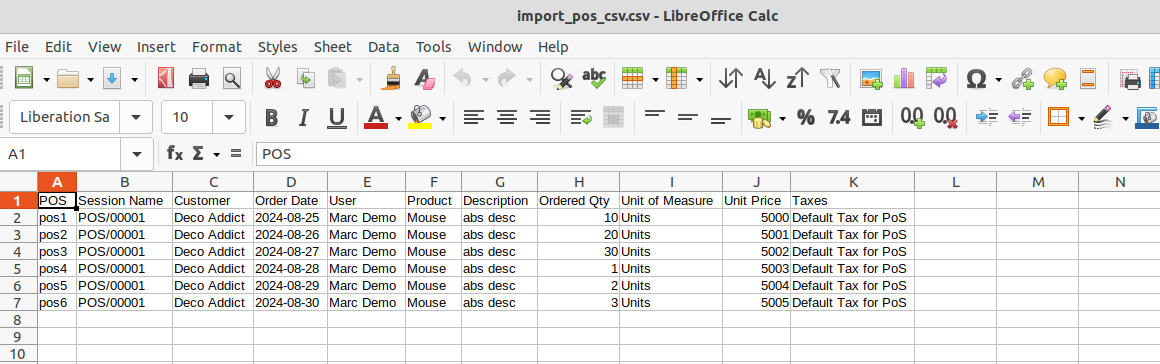 import_pos_csv.csv - LibreOffice Calc
File Edit View Insert Format Styles Sheet Data Tools Window Help
abc
Liberation Sa 10 B I U A % 7.4 0.0 0.0
A1 fx Σ = POS
A B C D E F G H I J K L M N
1 POS Session Name Customer Order Date User Product Description Ordered Qty Unit of Measure Unit Price Taxes
2 pos1 POS/00001 Deco Addict 2024-08-25 Marc Demo Mouse abs desc 10 Units 5000 Default Tax for PoS
3 pos2 POS/00001 Deco Addict 2024-08-26 Marc Demo Mouse abs desc 20 Units 5001 Default Tax for PoS
4 pos3 POS/00001 Deco Addict 2024-08-27 Marc Demo Mouse abs desc 30 Units 5002 Default Tax for PoS
5 pos4 POS/00001 Deco Addict 2024-08-28 Marc Demo Mouse abs desc 1 Units 5003 Default Tax for PoS
6 pos5 POS/00001 Deco Addict 2024-08-29 Marc Demo Mouse abs desc 2 Units 5004 Default Tax for PoS
7 pos6 POS/00001 Deco Addict 2024-08-30 Marc Demo Mouse abs desc 3 Units 5005 Default Tax for PoS
8
9
10